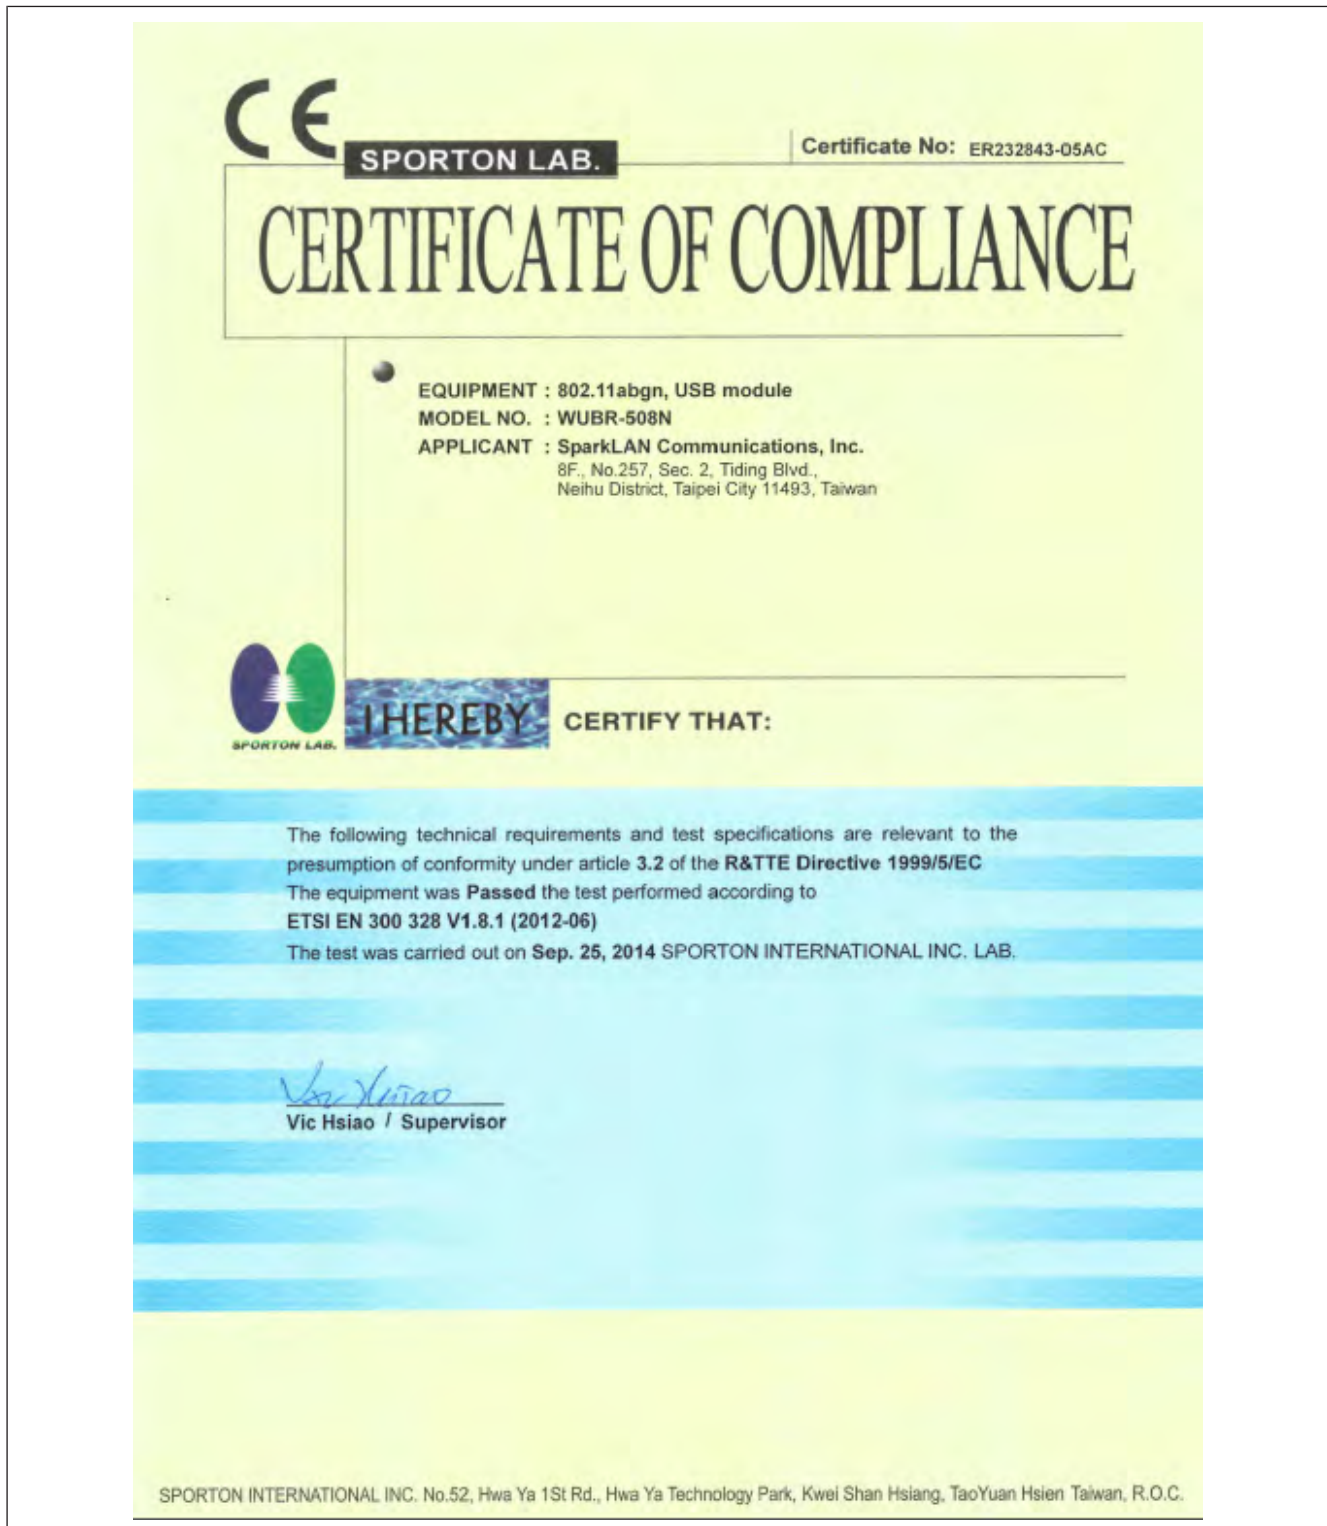 CE
SPORTON LAB.
Certificate No: ER232843-05AC
CERTIFICATE OF COMPLIANCE
EQUIPMENT : 802.11abgn, USB module
MODEL NO. : WUBR-508N
APPLICANT : SparkLAN Communications, Inc.
8F., No.257, Sec. 2, Tiding Blvd.,
Neihu District, Taipei City 11493, Taiwan
SPORTON LAB.
I HEREBY CERTIFY THAT:
The following technical requirements and test specifications are relevant to the
presumption of conformity under article 3.2 of the R&TTE Directive 1999/5/EC
The equipment was Passed the test performed according to
ETSI EN 300 328 V1.8.1 (2012-06)
The test was carried out on Sep. 25, 2014 SPORTON INTERNATIONAL INC. LAB.
Vic Hsiao
Vic Hsiao / Supervisor
SPORTON INTERNATIONAL INC. No.52, Hwa Ya 1St Rd., Hwa Ya Technology Park, Kwei Shan Hsiang, TaoYuan Hsien Taiwan, R.O.C.